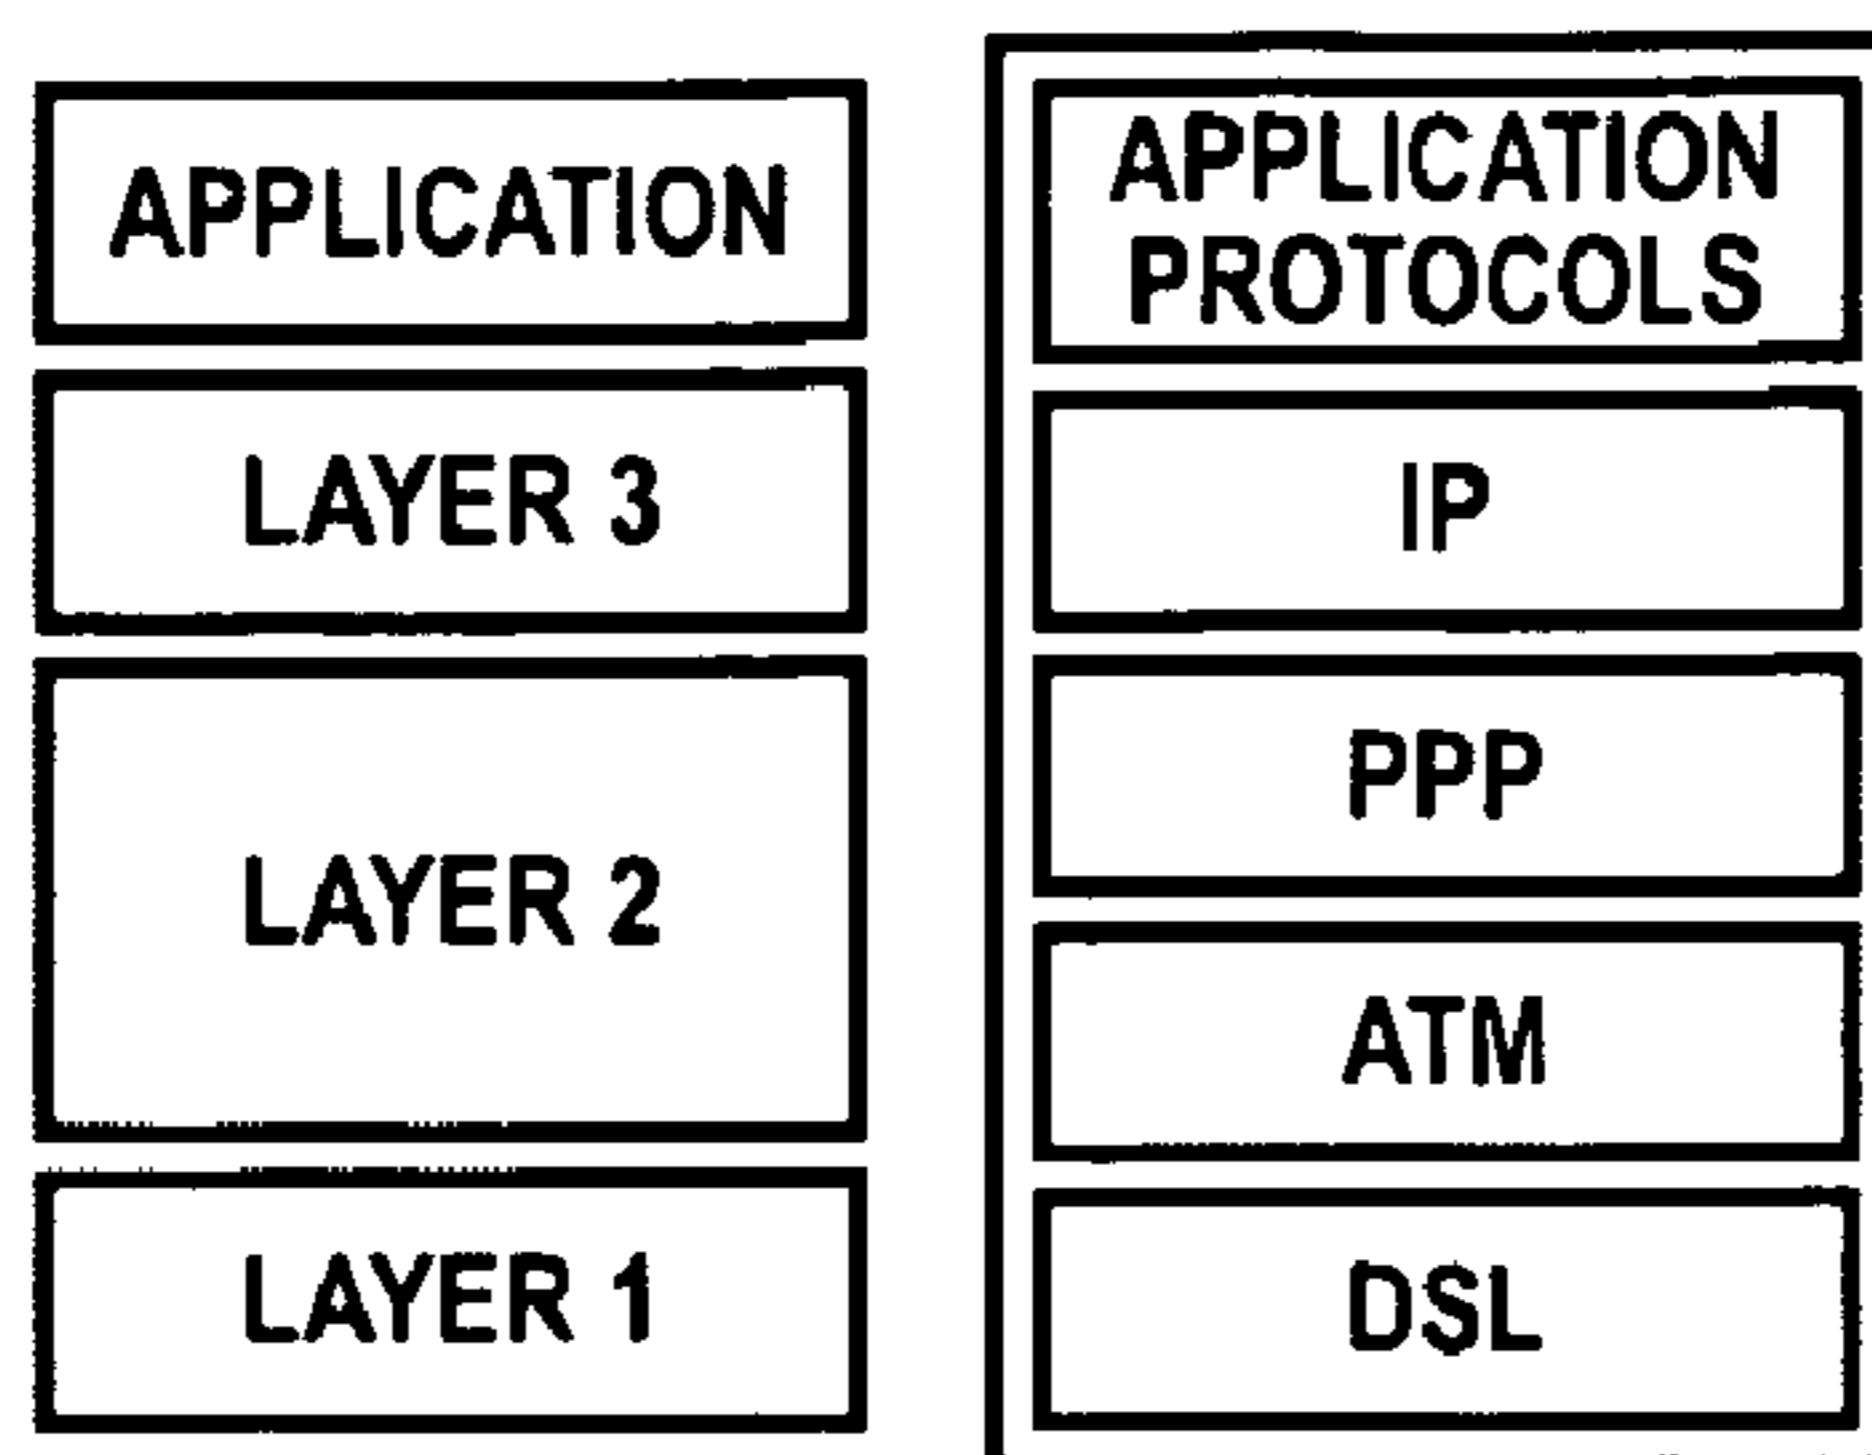 APPLICATION
LAYER 3
LAYER 2
LAYER 1
APPLICATION
PROTOCOLS
IP
PPP
ATM
DSL